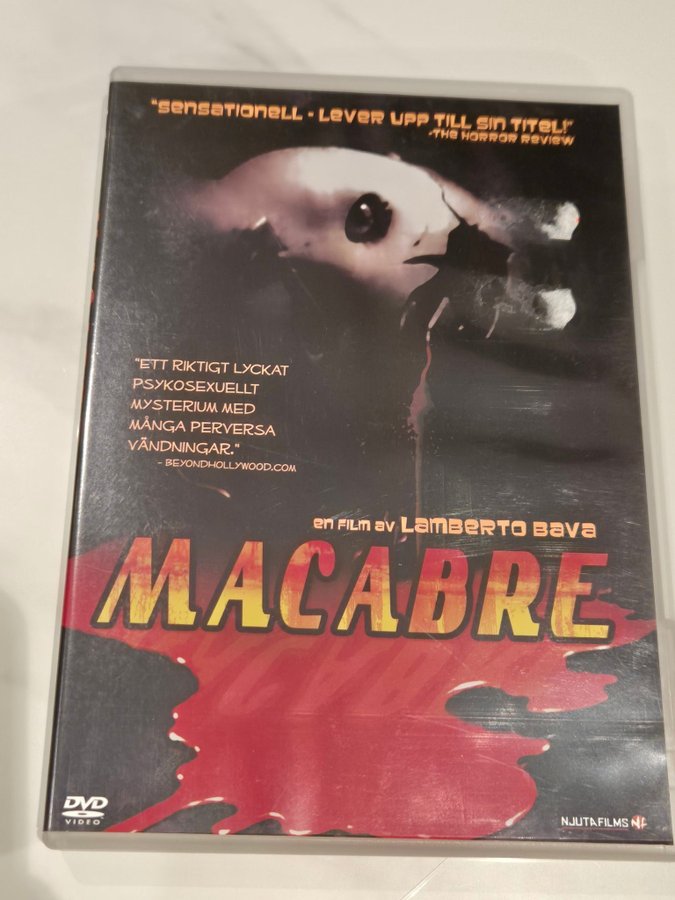 "SENSATIONELL - LEVER UPP TILL SIN TITEL!"
-THE HORROR REVIEW
"ETT RIKTIGT LYCKAT
PSYKOSEXUELLT
MYSTERIUM MED
MÅNGA PERVERSA
VÄNDNINGAR."
- BEYONDHOLLYWOOD.COM
EN FILM AV LAMBERTO BAVA
MACABRE
DVD
VIDEO
NJUTAFILMS